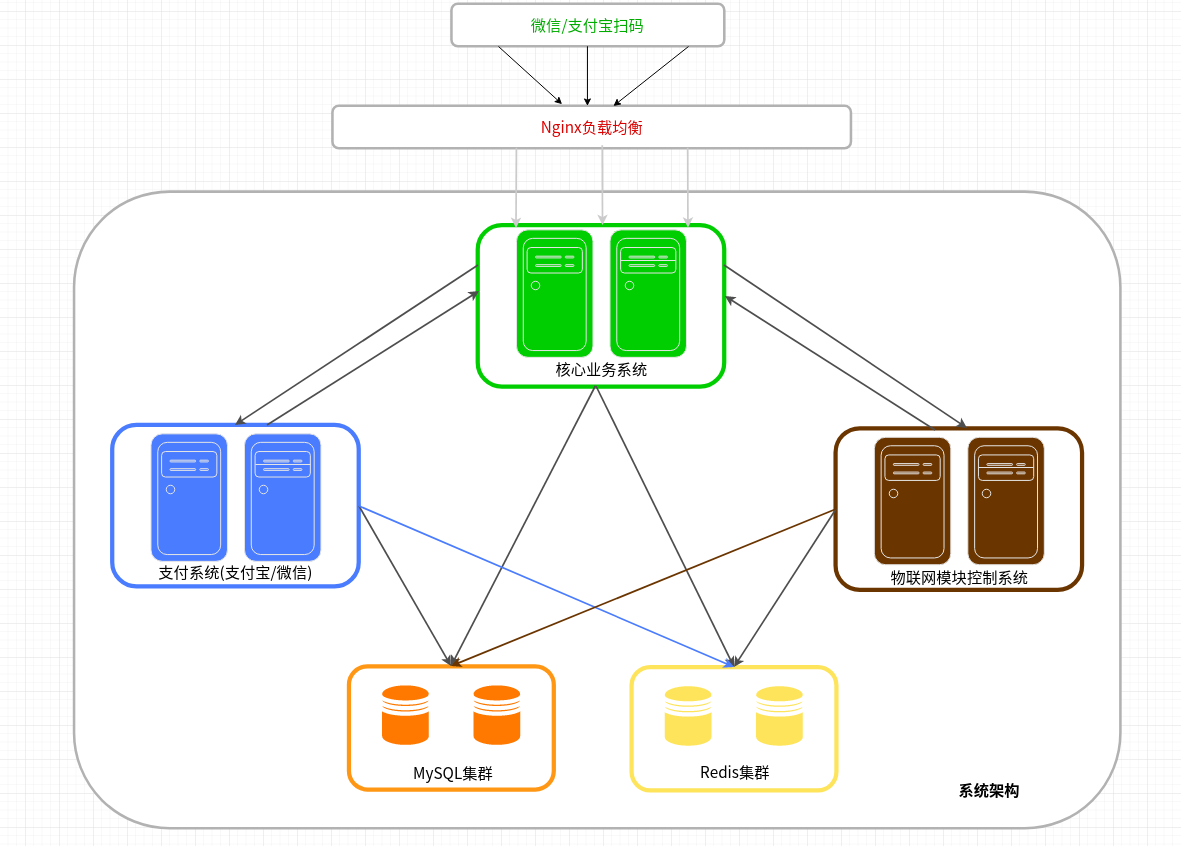 微信/支付宝扫码
Nginx负载均衡
核心业务系统
支付系统(支付宝/微信)
物联网模块控制系统
MySQL集群
Redis集群
系统架构